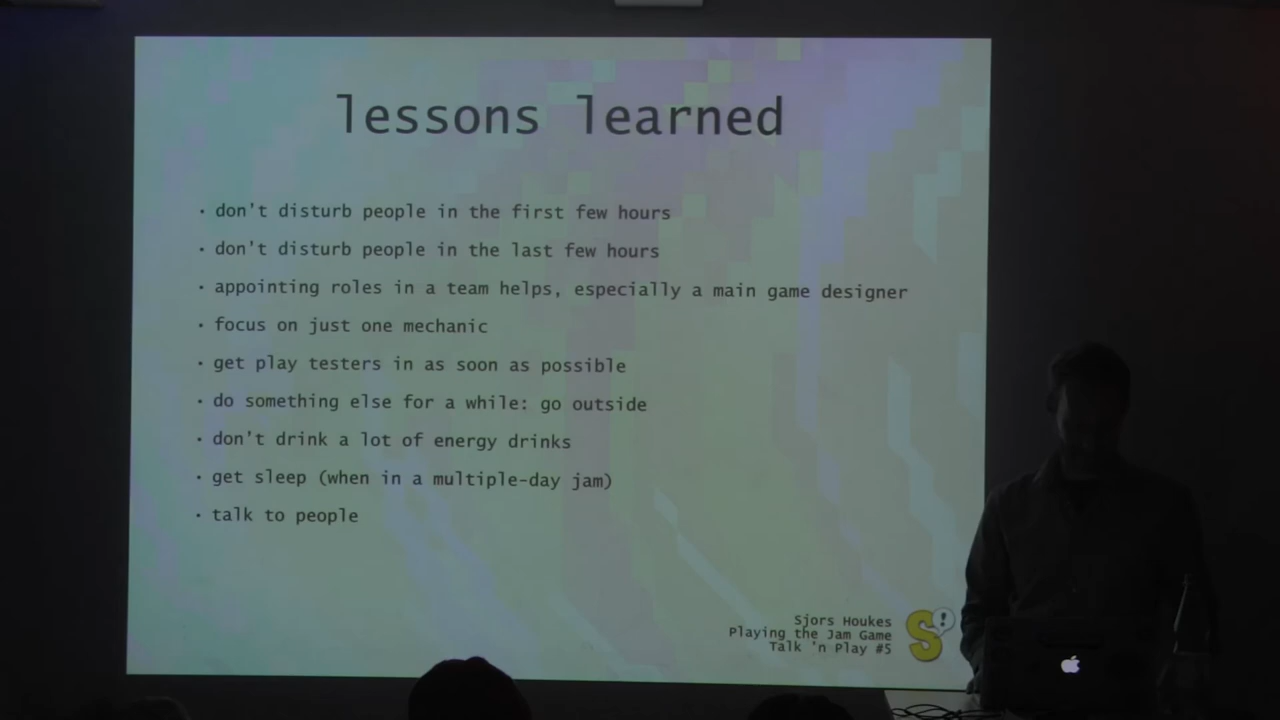 lessons learned
· don't disturb people in the first few hours
· don't disturb people in the last few hours
· appointing roles in a team helps, especially a main game designer
· focus on just one mechanic
· get play testers in as soon as possible
· do something else for a while: go outside
· don't drink a lot of energy drinks
· get sleep (when in a multiple-day jam)
· talk to people
Sjors Houkes
Playing the Jam Game
Talk 'n Play #5
S!